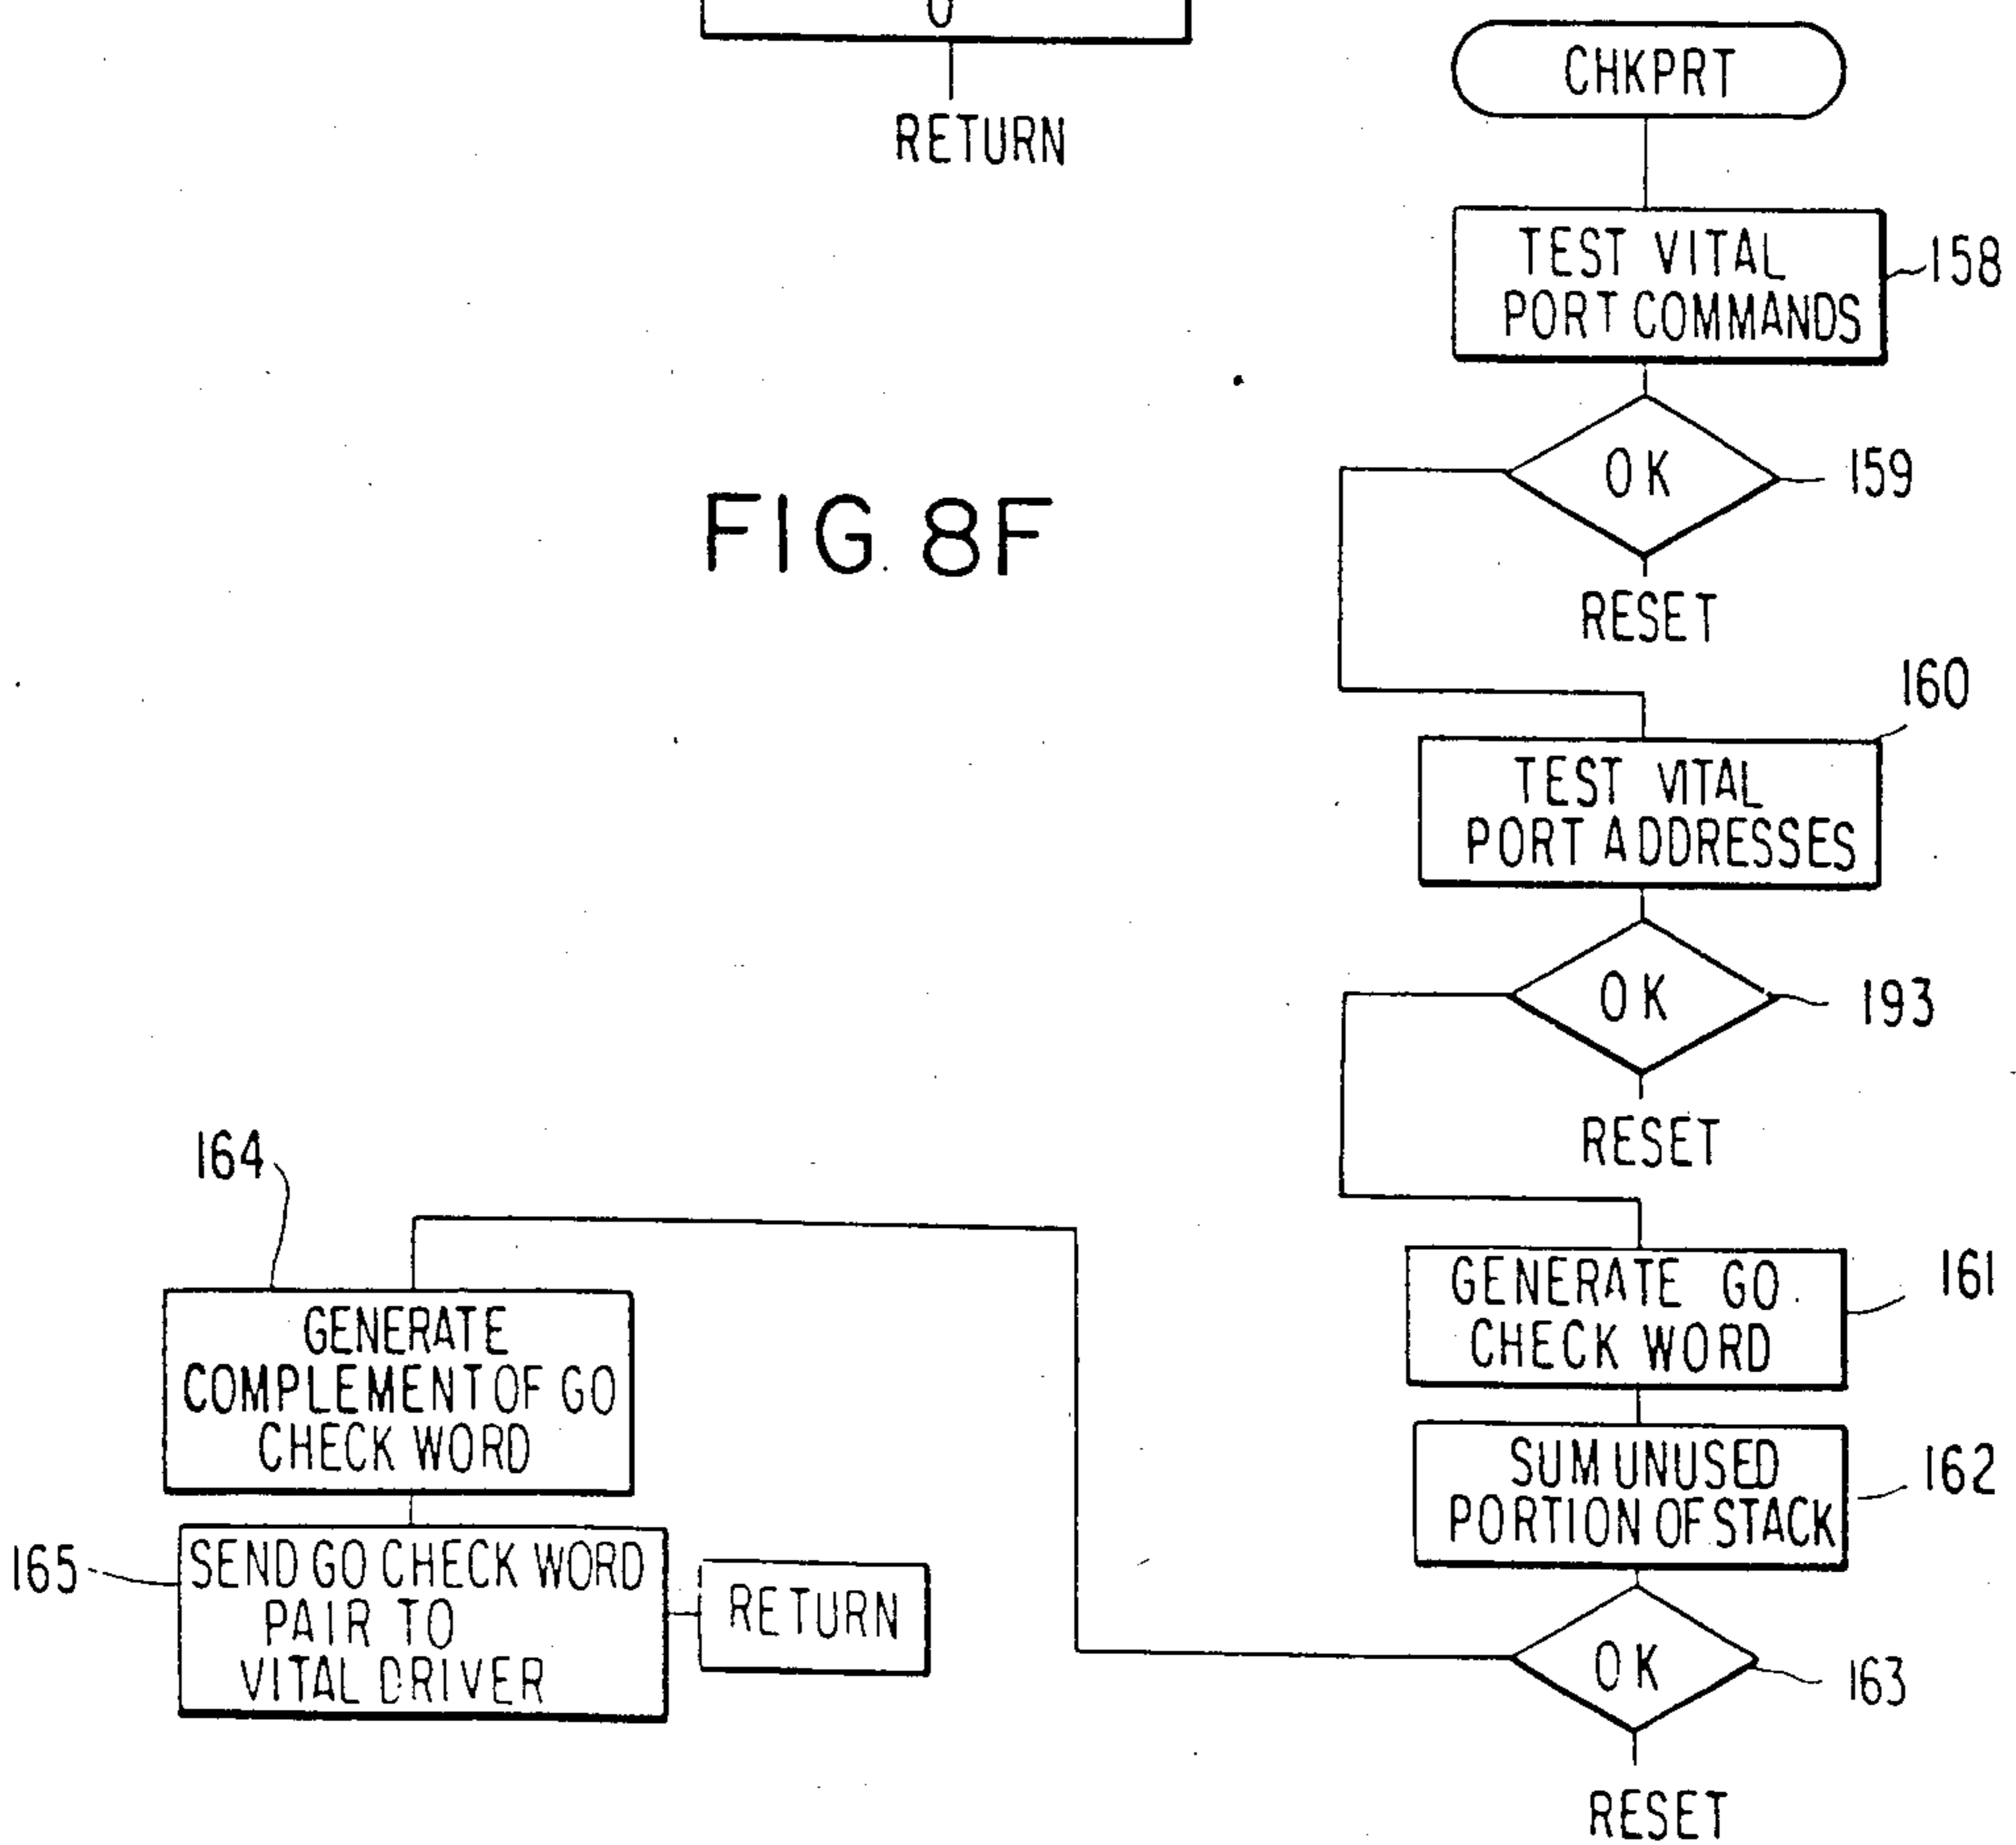 RETURN
CHKPRT
TEST VITAL
PORT COMMANDS
158
OK
159
RESET
FIG. 8F
160
TEST VITAL
PORT ADDRESSES
OK
193
RESET
161
GENERATE GO
CHECK WORD
162
SUM UNUSED
PORTION OF STACK
OK
163
RESET
164
GENERATE
COMPLEMENT OF GO
CHECK WORD
165
SEND GO CHECK WORD
PAIR TO
VITAL DRIVER
RETURN